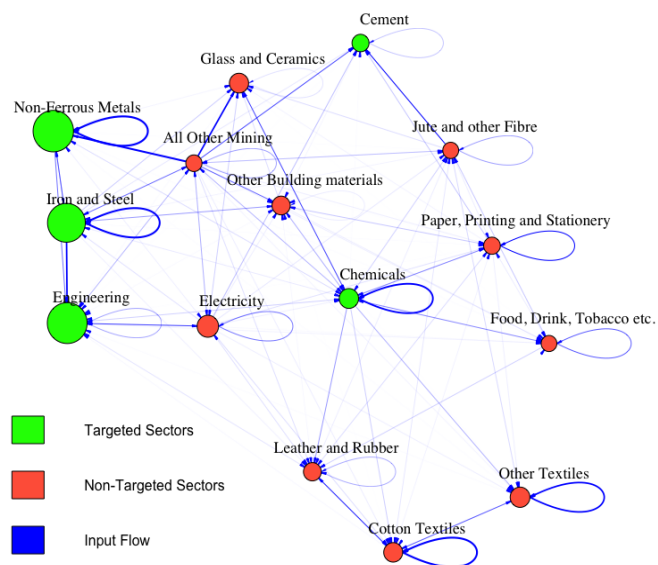 Cement
Glass and Ceramics
Non-Ferrous Metals
All Other Mining
Jute and other Fibre
Other Building materials
Iron and Steel
Paper, Printing and Stationery
Chemicals
Engineering
Electricity
Food, Drink, Tobacco etc.
Targeted Sectors
Leather and Rubber
Non-Targeted Sectors
Other Textiles
Cotton Textiles
Input Flow